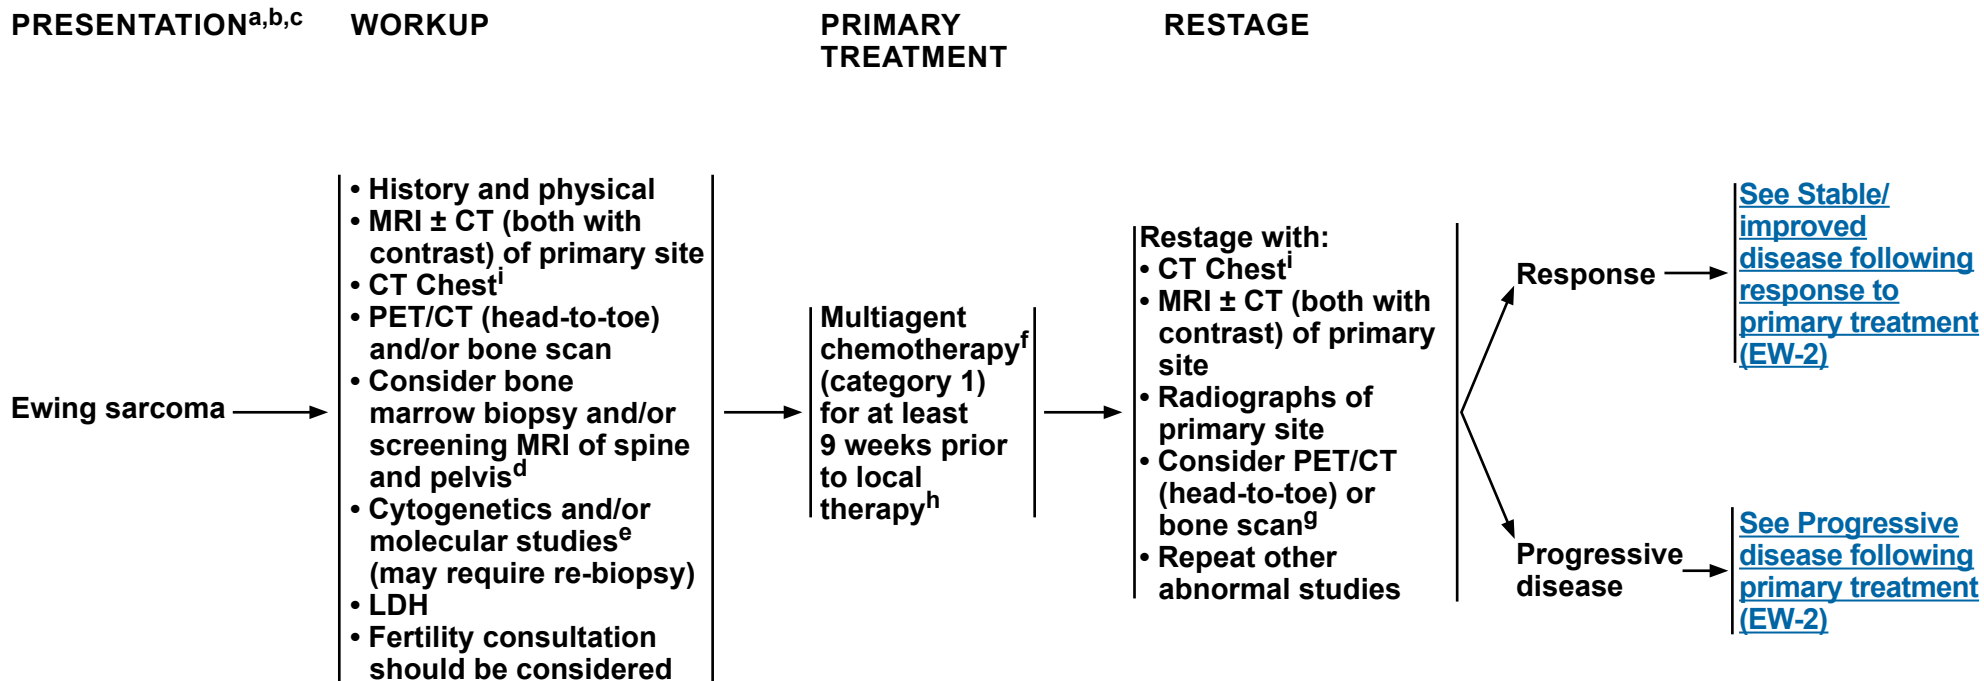 PRESENTATIONa,b,c
WORKUP
PRIMARY
TREATMENT
RESTAGE
Ewing sarcoma
• History and physical
• MRI ± CT (both with
contrast) of primary site
• CT Chesti
• PET/CT (head-to-toe)
and/or bone scan
• Consider bone
marrow biopsy and/or
screening MRI of spine
and pelvisd
• Cytogenetics and/or
molecular studiese
(may require re-biopsy)
• LDH
• Fertility consultation
should be considered
Multiagent
chemotherapyf
(category 1)
for at least
9 weeks prior
to local
therapyh
Restage with:
• CT Chesti
• MRI ± CT (both with
contrast) of primary
site
• Radiographs of
primary site
• Consider PET/CT
(head-to-toe) or
bone scang
• Repeat other
abnormal studies
Response
See Stable/
improved
disease following
response to
primary treatment
(EW-2)
Progressive
disease
See Progressive
disease following
primary treatment
(EW-2)